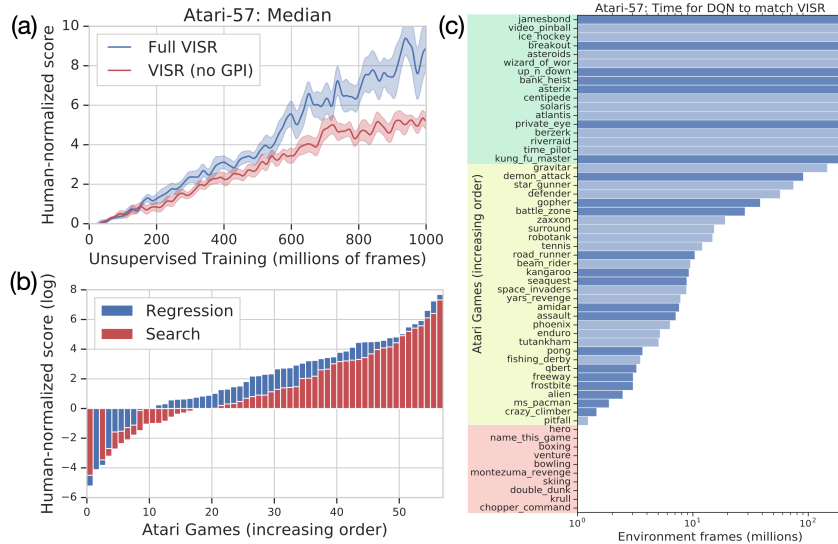 (a)
Atari-57: Median
Human-normalized score
10
8
6
4
2
0
Full VISR
VISR (no GPI)
0 200 400 600 800 1000
Unsupervised Training (millions of frames)
(b)
Human-normalized score (log)
8
6
4
2
0
−2
−4
−6
Regression
Search
0 10 20 30 40 50
Atari Games (increasing order)
(c)
Atari-57: Time for DQN to match VISR
Atari Games (increasing order)
jamesbond
video_pinball
ice_hockey
breakout
asteroids
wizard_of_wor
up_n_down
bank_heist
asterix
centipede
solaris
atlantis
private_eye
berzerk
riverraid
time_pilot
kung_fu_master
gravitar
demon_attack
star_gunner
defender
gopher
battle_zone
zaxxon
surround
robotank
tennis
road_runner
beam_rider
kangaroo
seaquest
space_invaders
yars_revenge
amidar
assault
phoenix
enduro
tutankham
pong
fishing_derby
qbert
freeway
frostbite
alien
ms_pacman
crazy_climber
pitfall
hero
name_this_game
boxing
venture
bowling
montezuma_revenge
skiing
double_dunk
krull
chopper_command
10⁰ 10¹ 10²
Environment frames (millions)